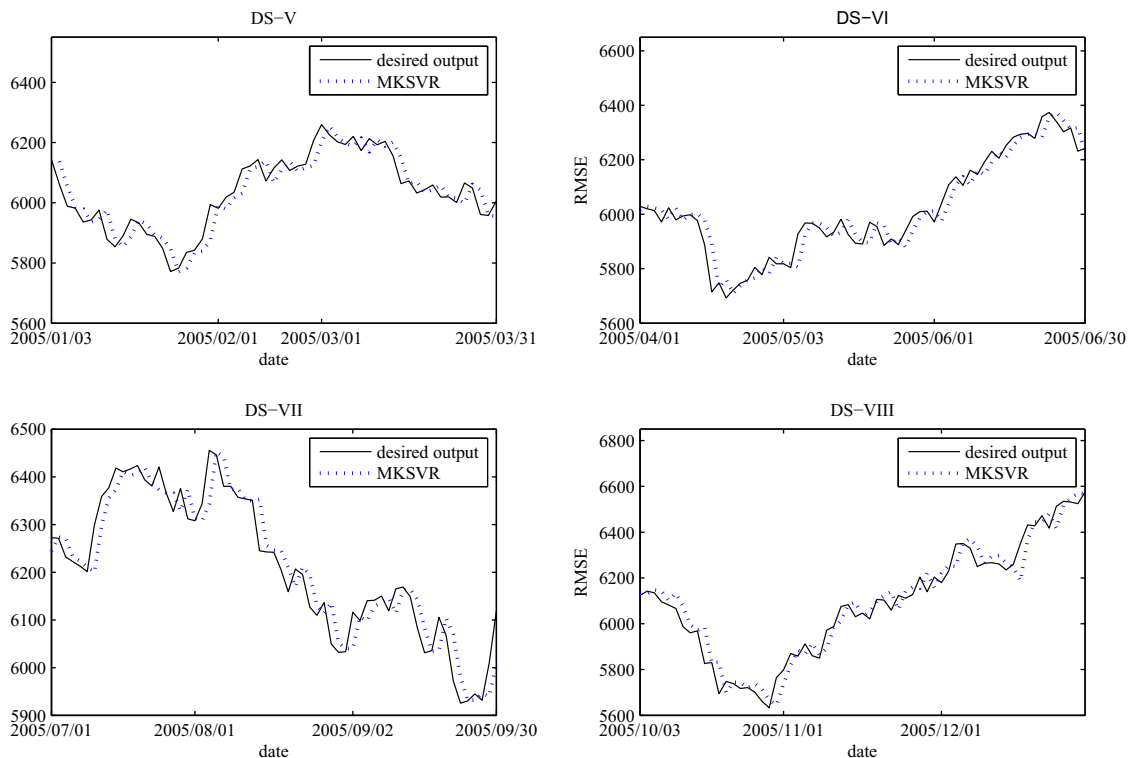 DS−V
desired output
MKSVR
6400
6200
6000
5800
5600
2005/01/03
2005/02/01
2005/03/01
2005/03/31
date
DS−VI
desired output
MKSVR
RMSE
6600
6400
6200
6000
5800
5600
2005/04/01
2005/05/03
2005/06/01
2005/06/30
date
DS−VII
desired output
MKSVR
6500
6400
6300
6200
6100
6000
5900
2005/07/01
2005/08/01
2005/09/02
2005/09/30
date
DS−VIII
desired output
MKSVR
RMSE
6800
6600
6400
6200
6000
5800
5600
2005/10/03
2005/11/01
2005/12/01
date